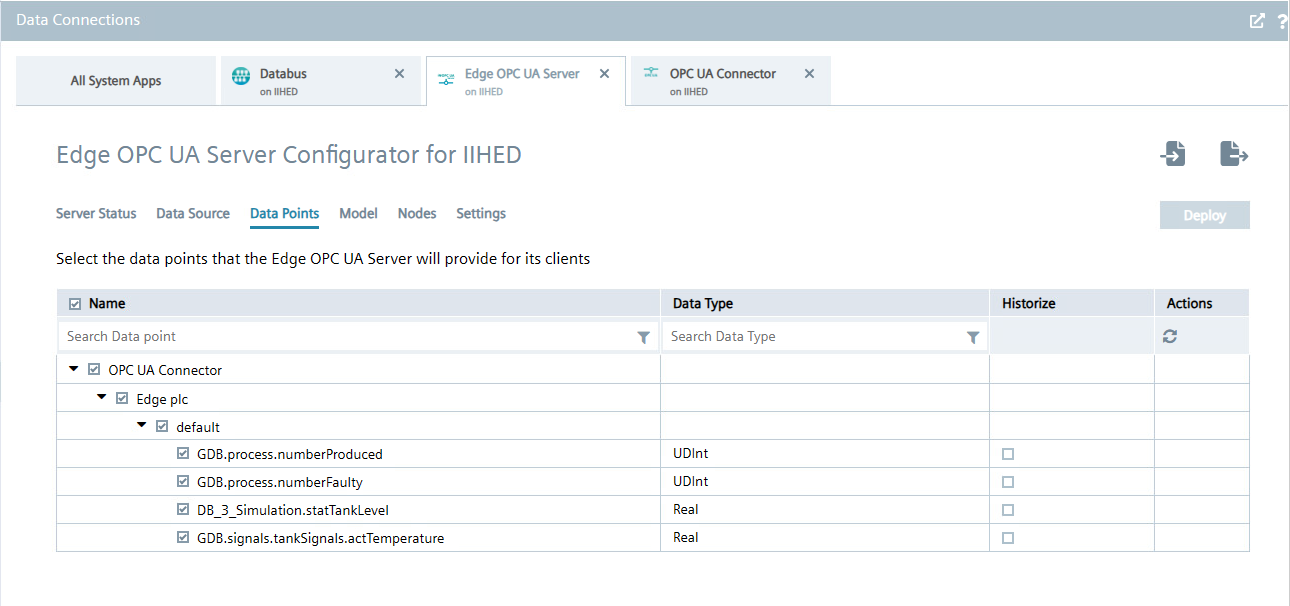 Data Connections
?
All System Apps
Databus
on IIHED
Edge OPC UA Server
on IIHED
OPC UA Connector
on IIHED
Edge OPC UA Server Configurator for IIHED
Server Status Data Source Data Points Model Nodes Settings
Deploy
Select the data points that the Edge OPC UA Server will provide for its clients
Name Data Type Historize Actions
Search Data point Search Data Type
OPC UA Connector
Edge plc
default
GDB.process.numberProduced UDInt
GDB.process.numberFaulty UDInt
DB_3_Simulation.statTankLevel Real
GDB.signals.tankSignals.actTemperature Real